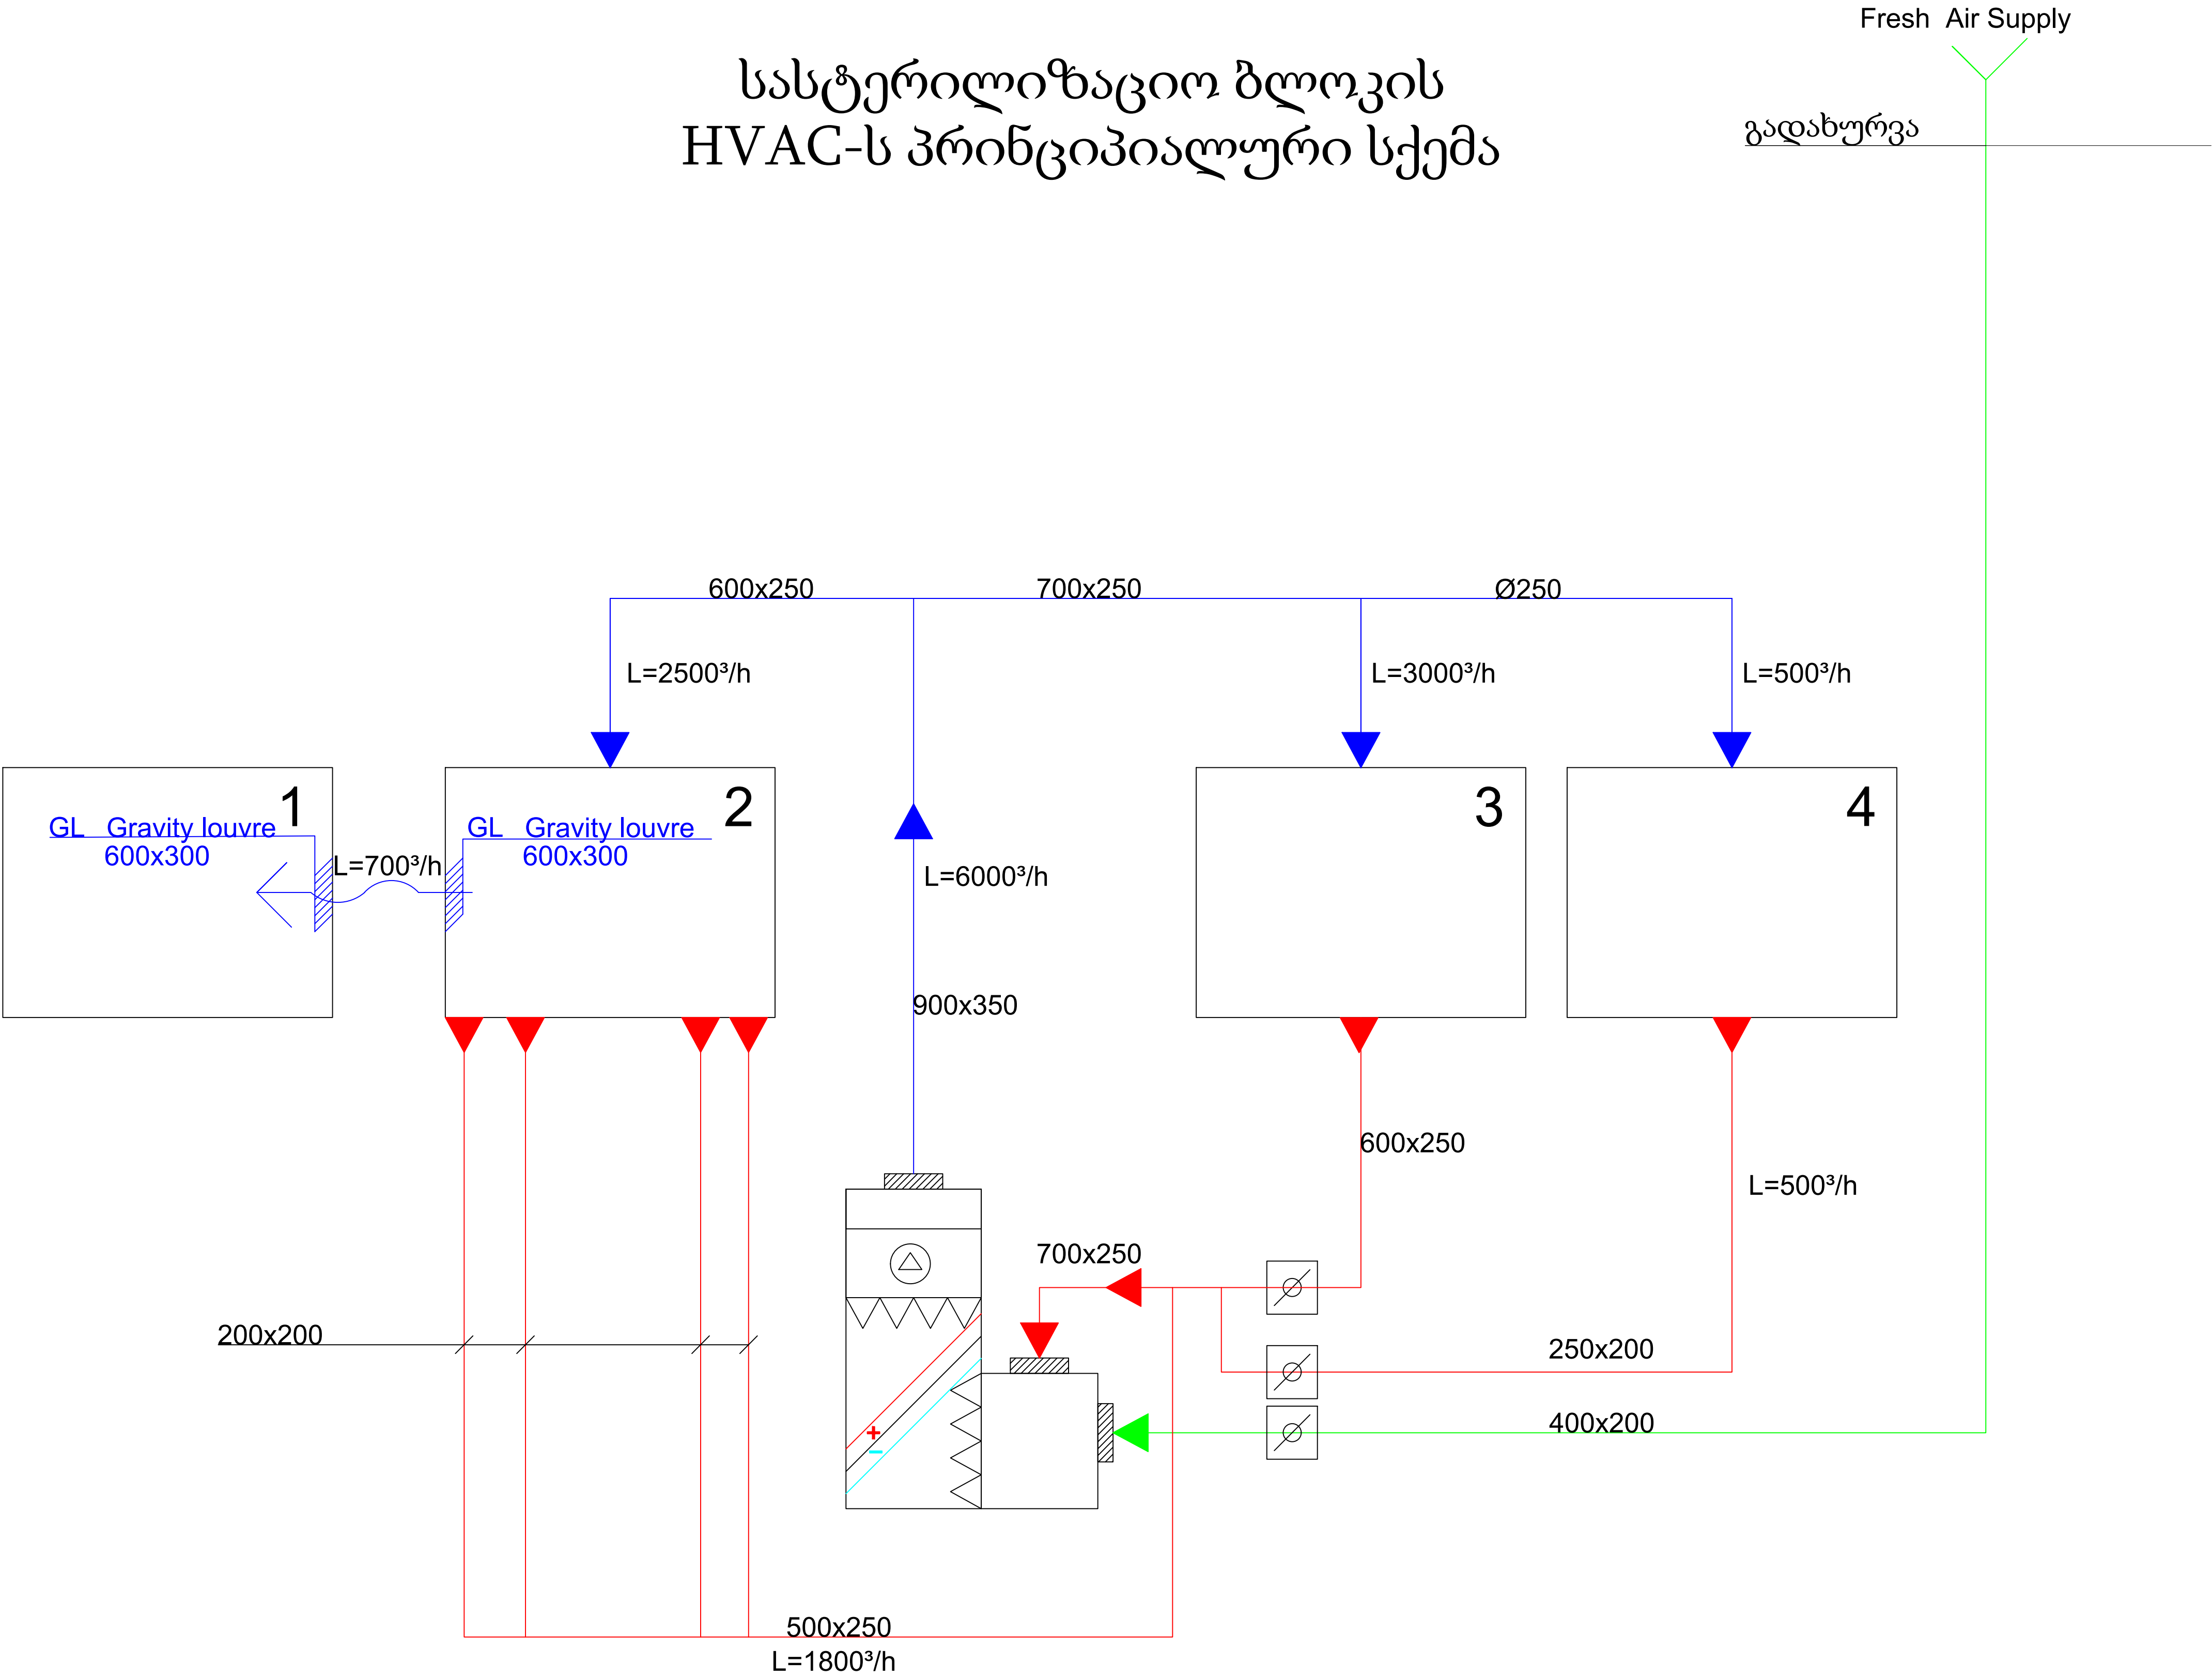 Fresh Air Supply
სასტერილიზაციო ბლოკის
HVAC-ს პრინციპიალური სქემა
გადახურვა
600x250
700x250
Ø250
L=2500³/h
L=3000³/h
L=500³/h
1
2
3
4
GL Gravity louvre
600x300
L=700³/h
GL Gravity louvre
600x300
L=6000³/h
900x350
600x250
L=500³/h
700x250
200x200
250x200
400x200
+
−
500x250
L=1800³/h